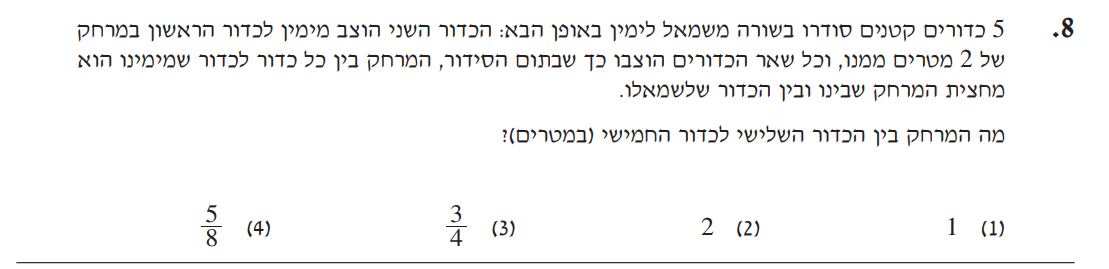 8. 5 כדורים קטנים סודרו בשורה משמאל לימין באופן הבא: הכדור השני הוצב מימין לכדור הראשון במרחק
של 2 מטרים ממנו, וכל שאר הכדורים הוצבו כך שבתום הסידור, המרחק בין כל כדור לכדור שמימינו הוא
מחצית המרחק שבינו ובין הכדור שלשמאלו.
מה המרחק בין הכדור השלישי לכדור החמישי (במטרים)?
(1) 1 (2) 2 (3) 3/4 (4) 5/8